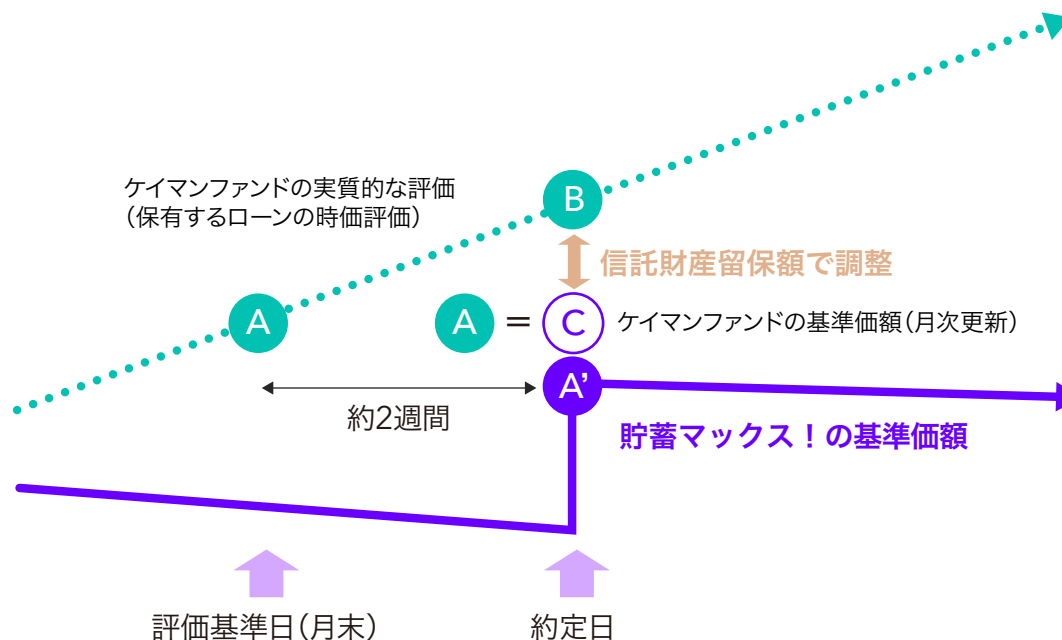 ケイマンファンドの実質的な評価
（保有するローンの時価評価）
B
信託財産留保額で調整
A
A = C ケイマンファンドの基準価額（月次更新）
A’
約2週間
貯蓄マックス！の基準価額
評価基準日（月末）
約定日